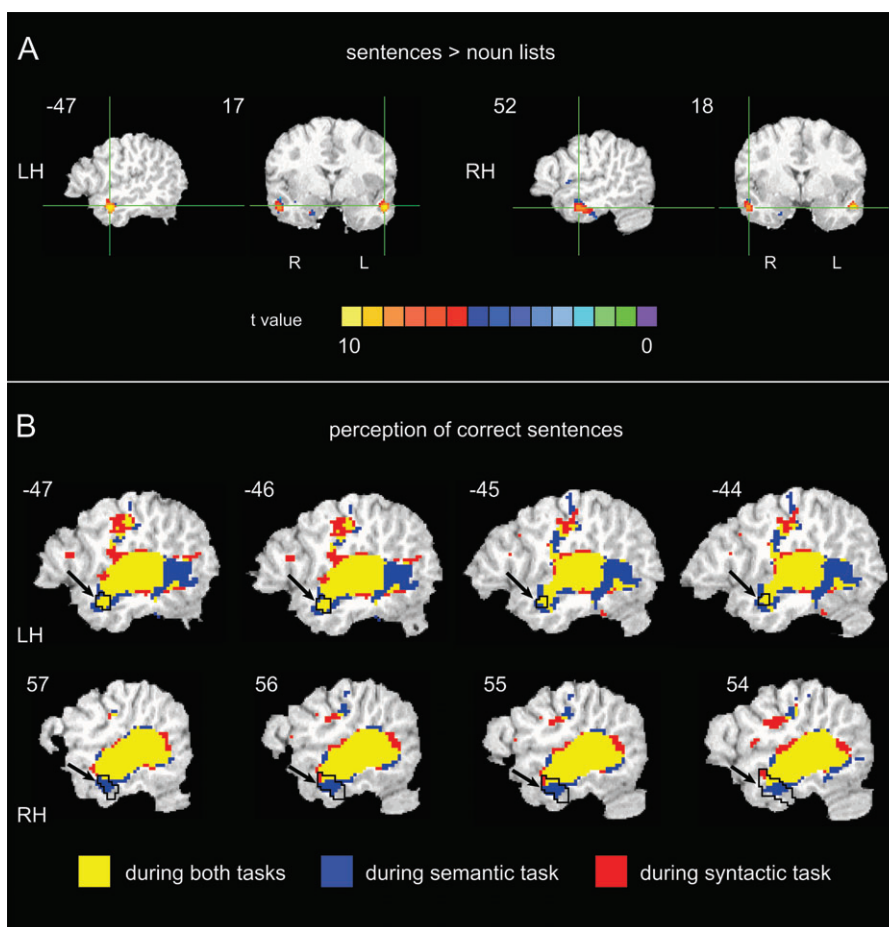 A
sentences > noun lists
-47 17 52 18
LH RH
R L R L
t value
10 0
B
perception of correct sentences
-47 -46 -45 -44
LH
57 56 55 54
RH
during both tasks during semantic task during syntactic task